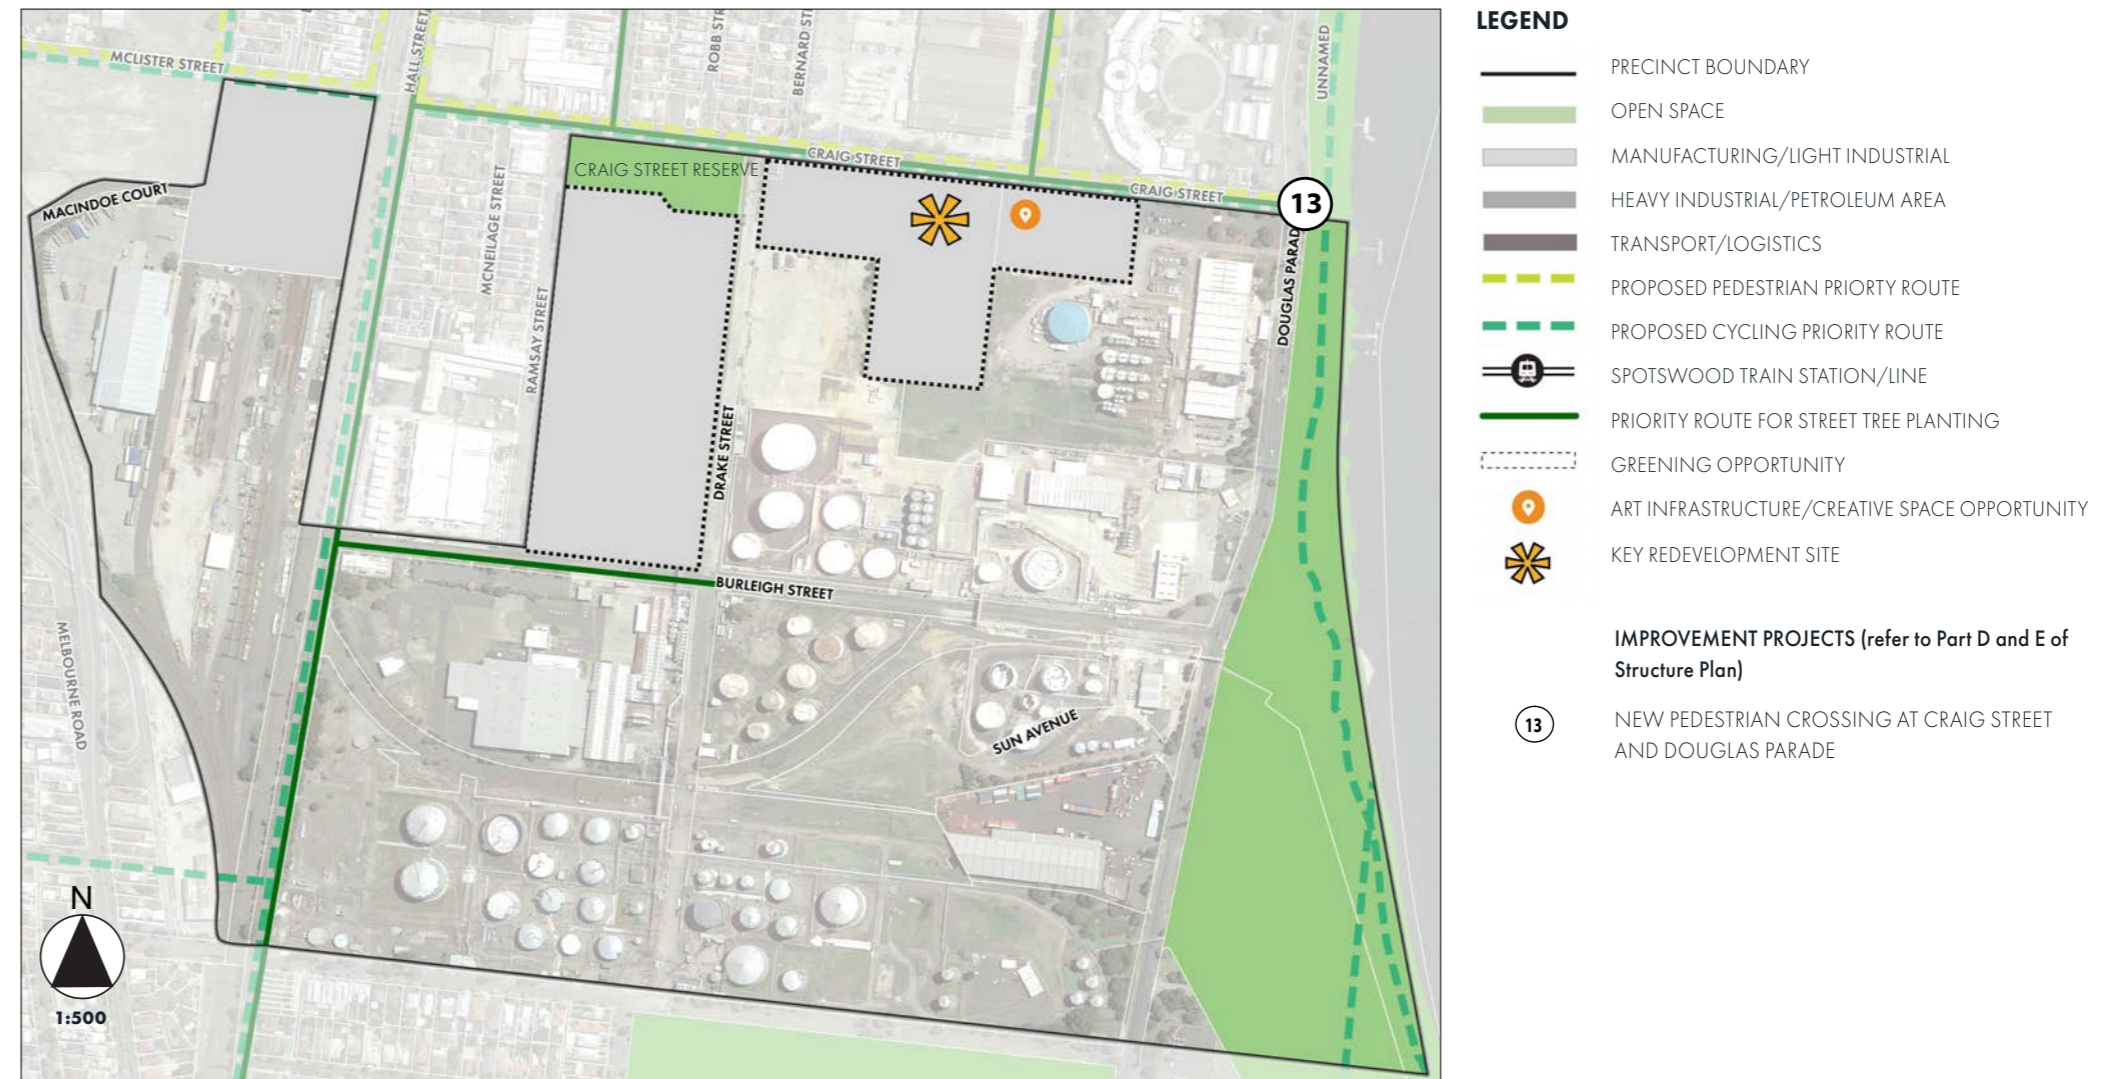 MCLISTER STREET
HALL STREET
ROBB STR
BERNARD ST
UNNAMED
MACINDOE COURT
MCNEILAGE STREET
CRAIG STREET RESERVE
CRAIG STREET
CRAIG STREET
13
DOUGLAS PARAD
RAMSAY STREET
DRAKE STREET
BURLEIGH STREET
MELBOURNE ROAD
SUN AVENUE
N
1:500
LEGEND
PRECINCT BOUNDARY
OPEN SPACE
MANUFACTURING/LIGHT INDUSTRIAL
HEAVY INDUSTRIAL/PETROLEUM AREA
TRANSPORT/LOGISTICS
PROPOSED PEDESTRIAN PRIORTY ROUTE
PROPOSED CYCLING PRIORITY ROUTE
SPOTSWOOD TRAIN STATION/LINE
PRIORITY ROUTE FOR STREET TREE PLANTING
GREENING OPPORTUNITY
ART INFRASTRUCTURE/CREATIVE SPACE OPPORTUNITY
KEY REDEVELOPMENT SITE
IMPROVEMENT PROJECTS (refer to Part D and E of
Structure Plan)
13 NEW PEDESTRIAN CROSSING AT CRAIG STREET
AND DOUGLAS PARADE